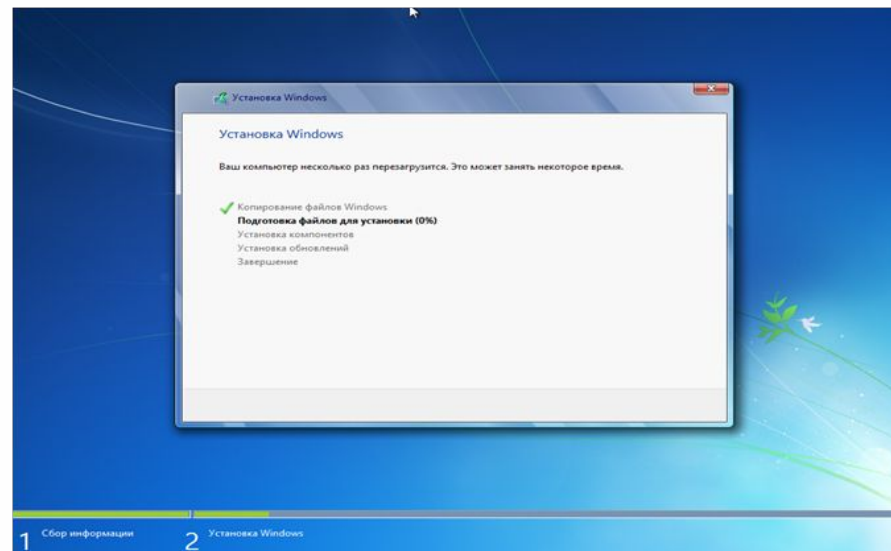 Установка Windows
Установка Windows
Ваш компьютер несколько раз перезагрузится. Это может занять некоторое время.
Копирование файлов Windows
Подготовка файлов для установки (0%)
Установка компонентов
Установка обновлений
Завершение
1 Сбор информации
2 Установка Windows